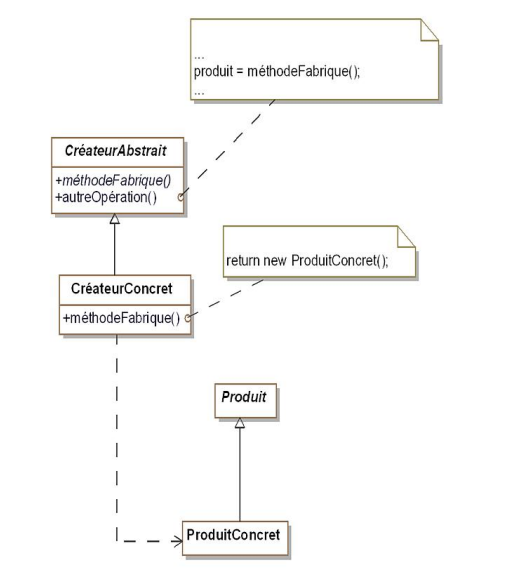 ...
produit = méthodeFabrique();
...
CréateurAbstrait
+méthodeFabrique()
+autreOpération()
return new ProduitConcret();
CréateurConcret
+méthodeFabrique()
Produit
ProduitConcret